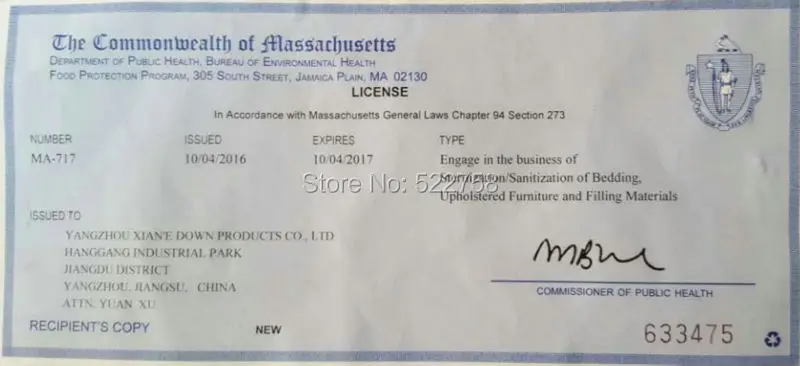 The Commonwealth of Massachusetts
DEPARTMENT OF PUBLIC HEALTH, BUREAU OF ENVIRONMENTAL HEALTH
FOOD PROTECTION PROGRAM, 305 SOUTH STREET, JAMAICA PLAIN, MA 02130
LICENSE
In Accordance with Massachusetts General Laws Chapter 94 Section 273
NUMBER ISSUED EXPIRES TYPE
MA-717 10/04/2016 10/04/2017 Engage in the business of
Sterilization/Sanitization of Bedding,
Store No: 522758
Upholstered Furniture and Filling Materials
ISSUED TO
YANGZHOU XIAN'E DOWN PRODUCTS CO., LTD
HANGGANG INDUSTRIAL PARK
JIANGDU DISTRICT
YANGZHOU, JIANGSU, CHINA
ATTN. YUAN XU
COMMISSIONER OF PUBLIC HEALTH
RECIPIENT'S COPY NEW 633475